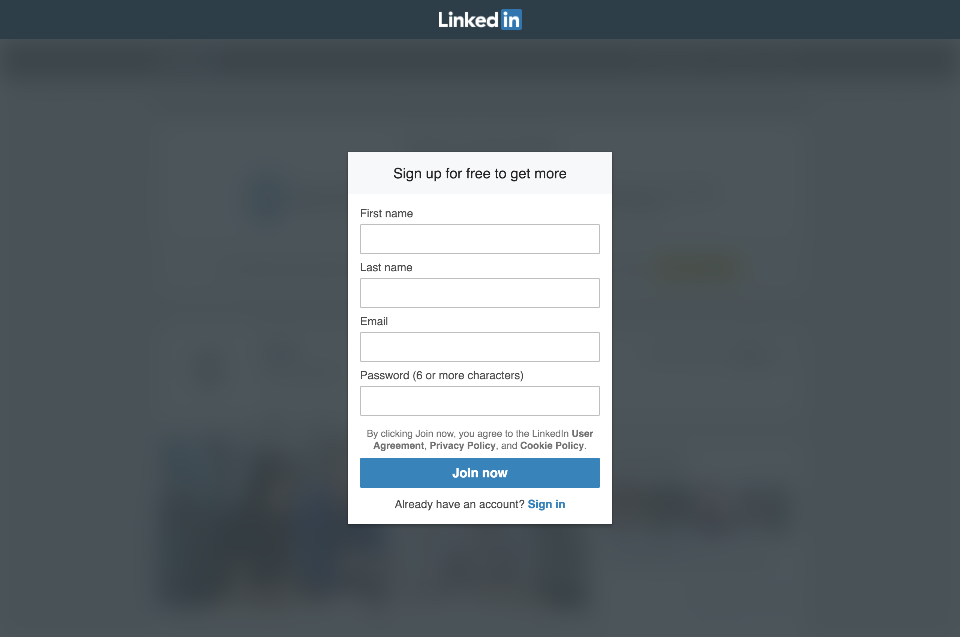 LinkedIn
Sign up for free to get more
First name
Last name
Email
Password (6 or more characters)
By clicking Join now, you agree to the LinkedIn User
Agreement, Privacy Policy, and Cookie Policy.
Join now
Already have an account? Sign in